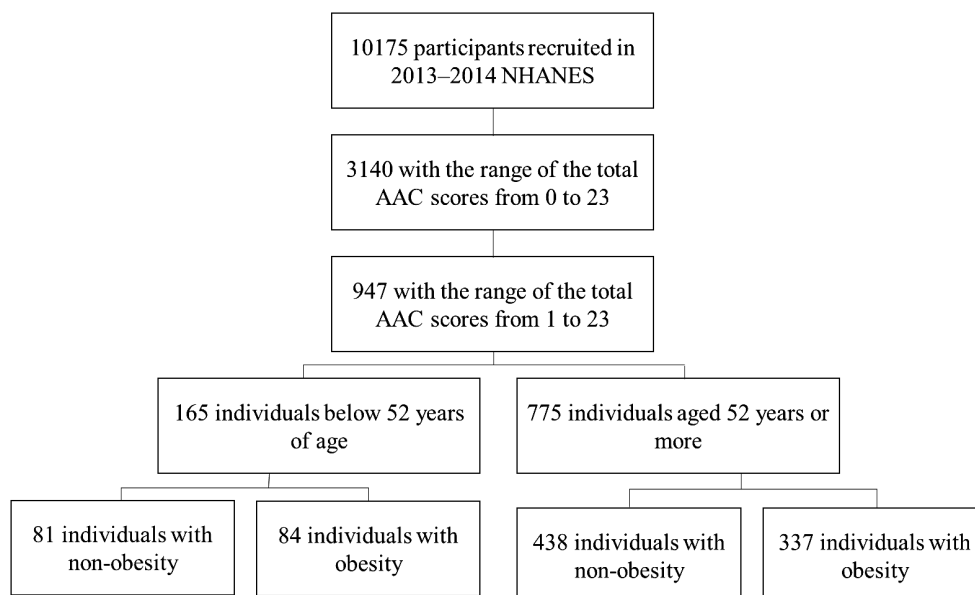 10175 participants recruited in
2013–2014 NHANES
3140 with the range of the total
AAC scores from 0 to 23
947 with the range of the total
AAC scores from 1 to 23
165 individuals below 52 years
of age
775 individuals aged 52 years or
more
81 individuals with
non-obesity
84 individuals with
obesity
438 individuals with
non-obesity
337 individuals with
obesity